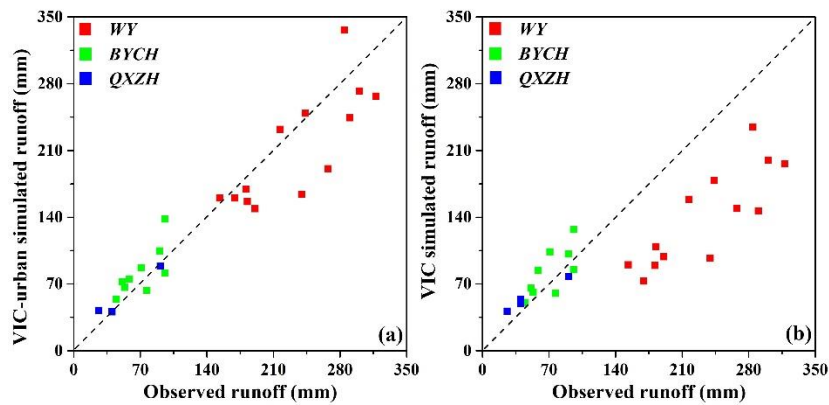 350
280
210
140
70
0
VIC-urban simulated runoff (mm)
WY
BYCH
QXZH
(a)
0 70 140 210 280 350
Observed runoff (mm)
350
280
210
140
70
0
VIC simulated runoff (mm)
WY
BYCH
QXZH
(b)
0 70 140 210 280 350
Observed runoff (mm)